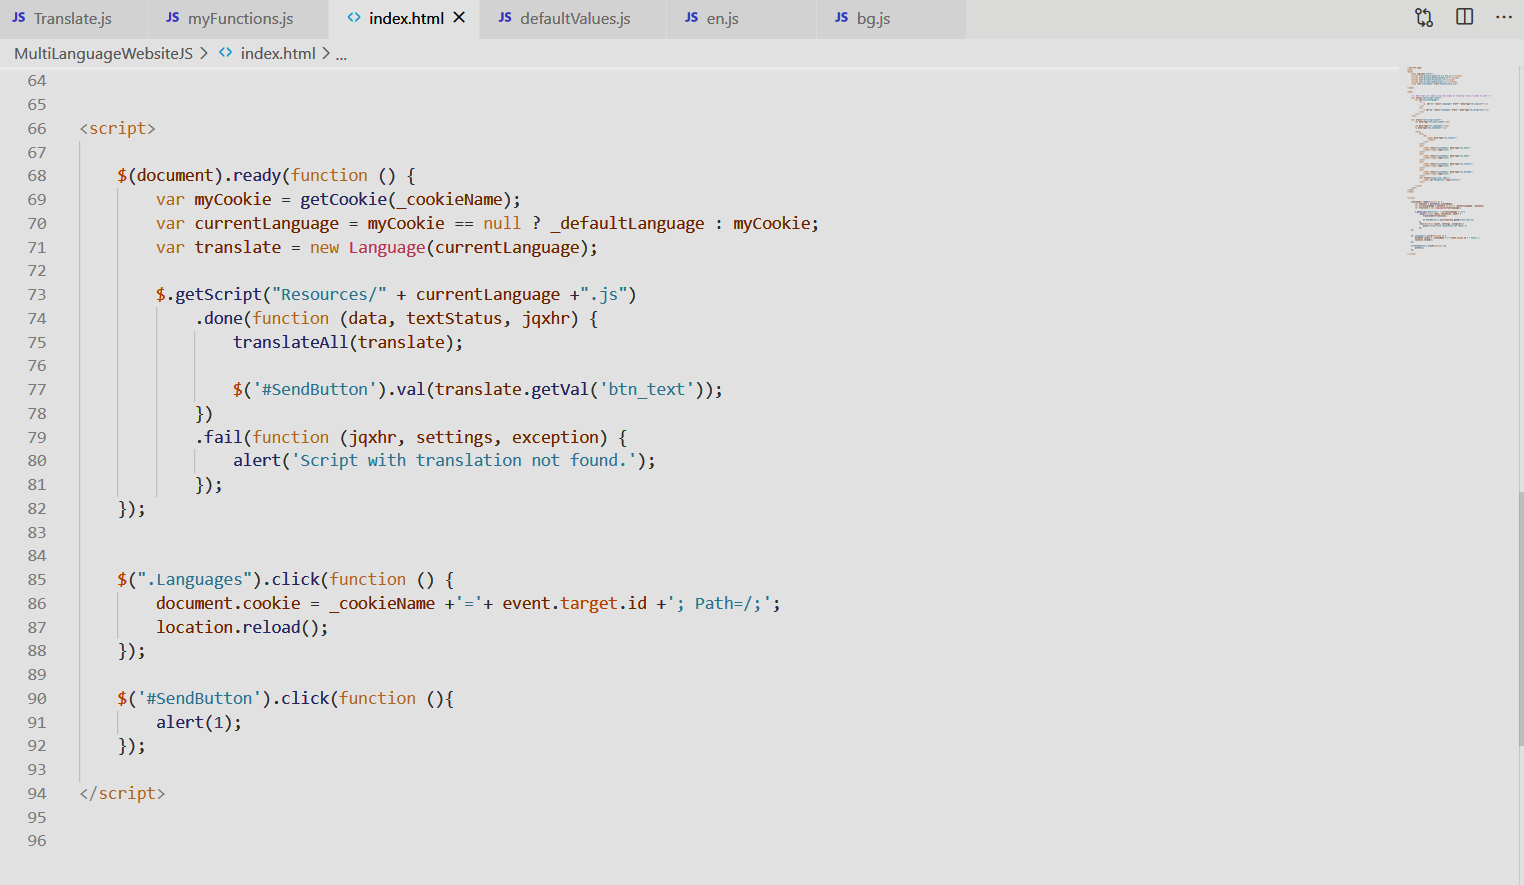 JS Translate.js JS myFunctions.js <> index.html × JS defaultValues.js JS en.js JS bg.js ...
MultiLanguageWebsiteJS > <> index.html > ...
64
65
66 <script>
67
68 $(document).ready(function () {
69 var myCookie = getCookie(_cookieName);
70 var currentLanguage = myCookie == null ? _defaultLanguage : myCookie;
71 var translate = new Language(currentLanguage);
72
73 $.getScript("Resources/" + currentLanguage +".js")
74 .done(function (data, textStatus, jqxhr) {
75 translateAll(translate);
76
77 $('#SendButton').val(translate.getVal('btn_text'));
78 })
79 .fail(function (jqxhr, settings, exception) {
80 alert('Script with translation not found.');
81 });
82 });
83
84
85 $(".Languages").click(function () {
86 document.cookie = _cookieName +'='+ event.target.id +'; Path=/;';
87 location.reload();
88 });
89
90 $('#SendButton').click(function (){
91 alert(1);
92 });
93
94 </script>
95
96